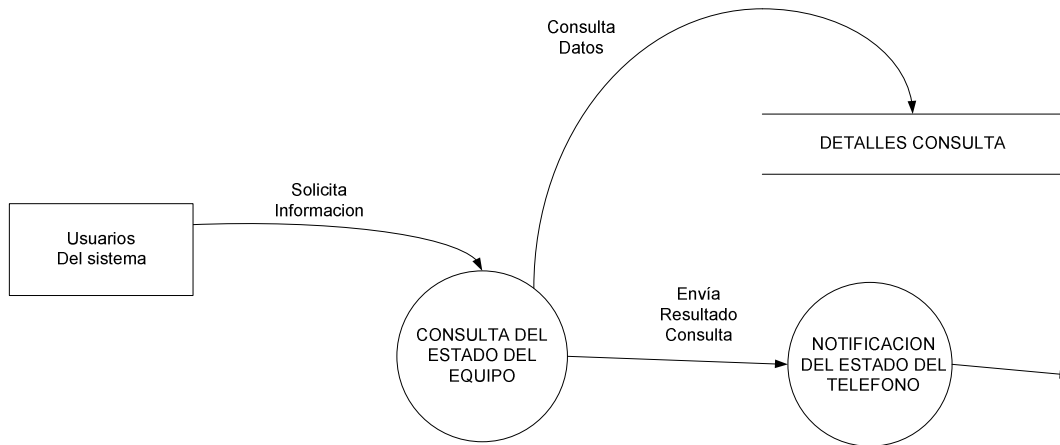 Consulta
Datos
DETALLES CONSULTA
Solicita
Informacion
Usuarios
Del sistema
Envía
Resultado
Consulta
CONSULTA DEL
ESTADO DEL
EQUIPO
NOTIFICACION
DEL ESTADO DEL
TELEFONO